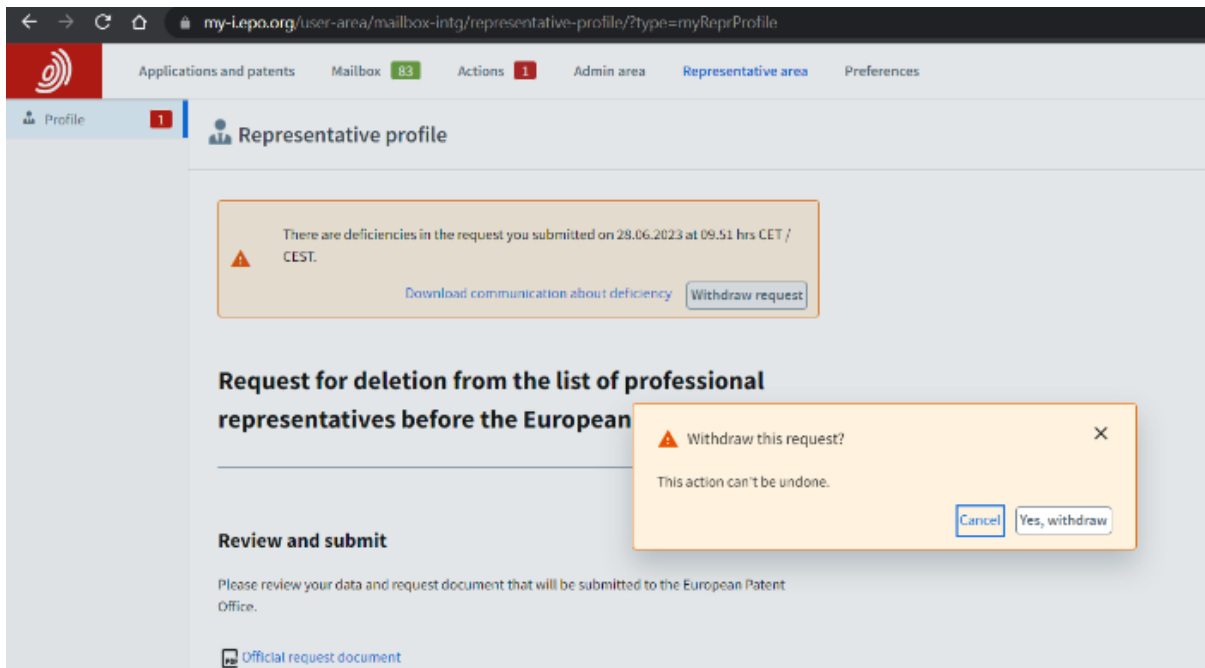 my-i.epo.org/user-area/mailbox-intg/representative-profile/?type=myReprProfile
Applications and patents Mailbox 83 Actions 1 Admin area Representative area Preferences
Profile 1
Representative profile
There are deficiencies in the request you submitted on 28.06.2023 at 09.51 hrs CET /
CEST.
Download communication about deficiency Withdraw request
Request for deletion from the list of professional
representatives before the European
Withdraw this request?
This action can't be undone.
Cancel Yes, withdraw
Review and submit
Please review your data and request document that will be submitted to the European Patent
Office.
PDF Official request document